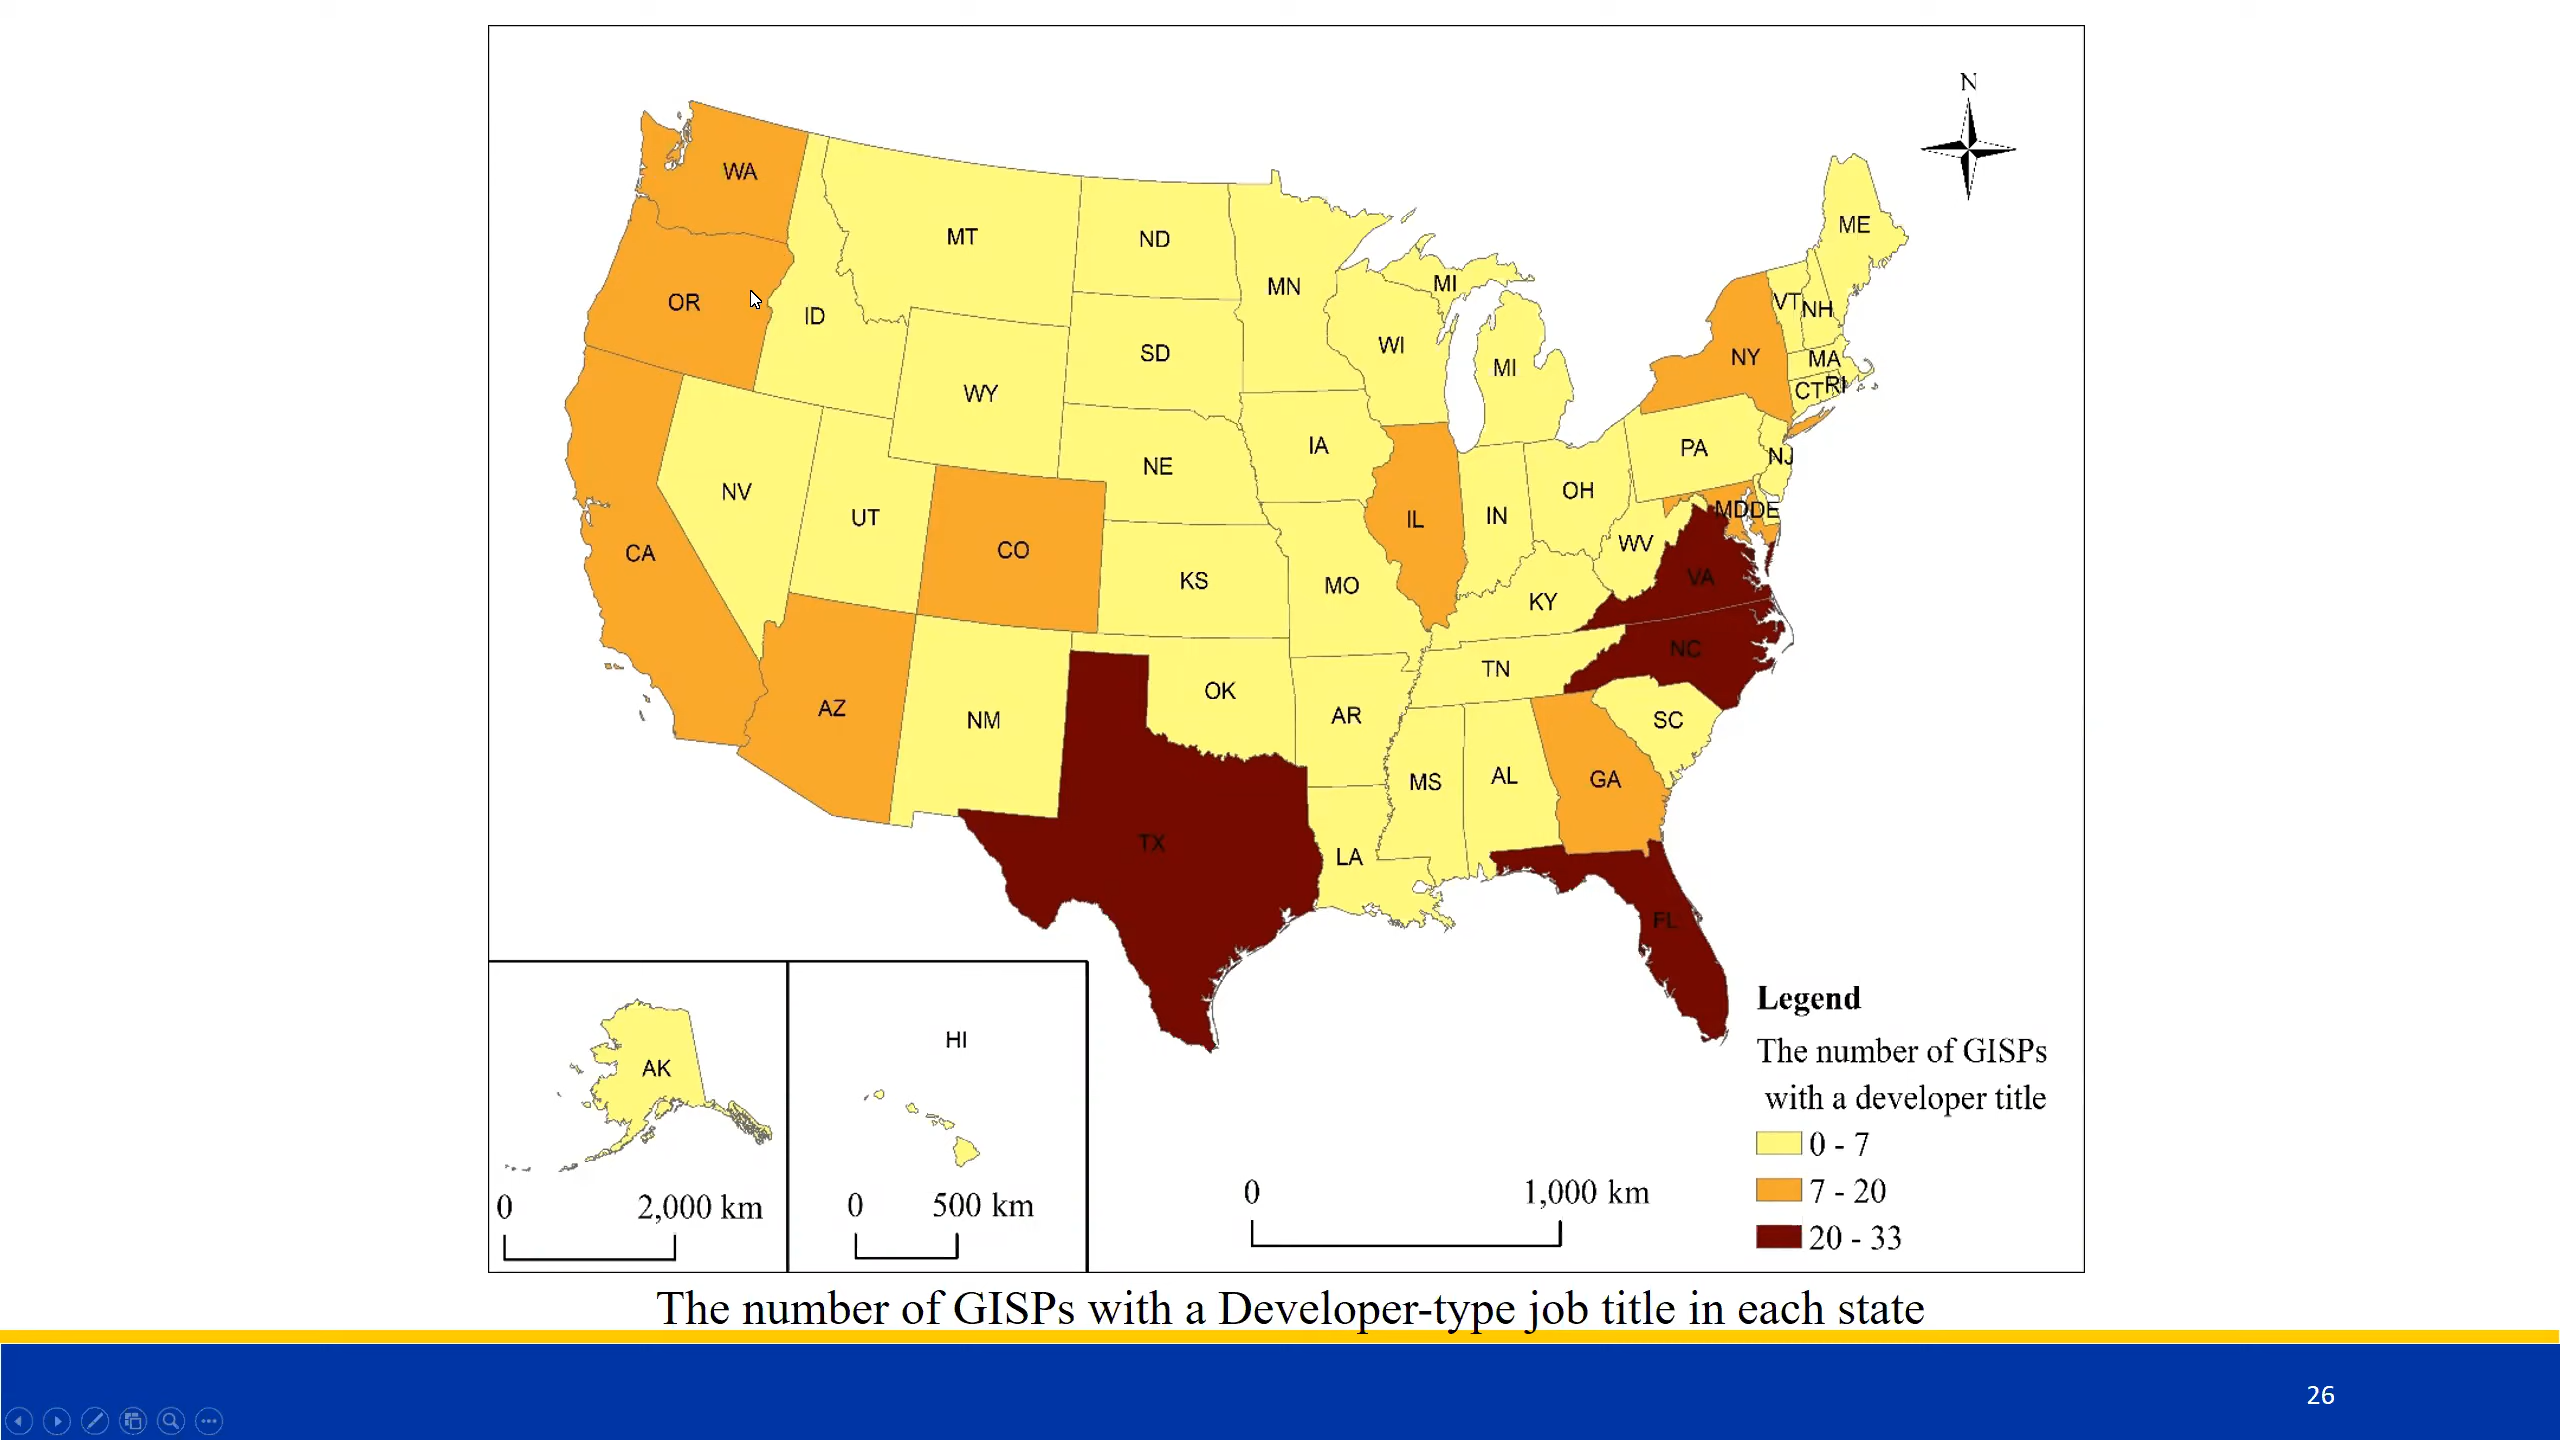 N
WA
MT
ND
MN
ME
OR
ID
SD
WI
MI
MI
VT
NH
NY
MA
CT
RI
WY
IA
PA
NJ
NE
NV
UT
CO
IL
IN
OH
MD
DE
WV
CA
KS
MO
KY
VA
NC
AZ
NM
OK
AR
TN
SC
MS
AL
GA
TX
LA
FL
AK
HI
0
2,000 km
0
500 km
0
1,000 km
Legend
The number of GISPs
with a developer title
0 - 7
7 - 20
20 - 33
The number of GISPs with a Developer-type job title in each state
26